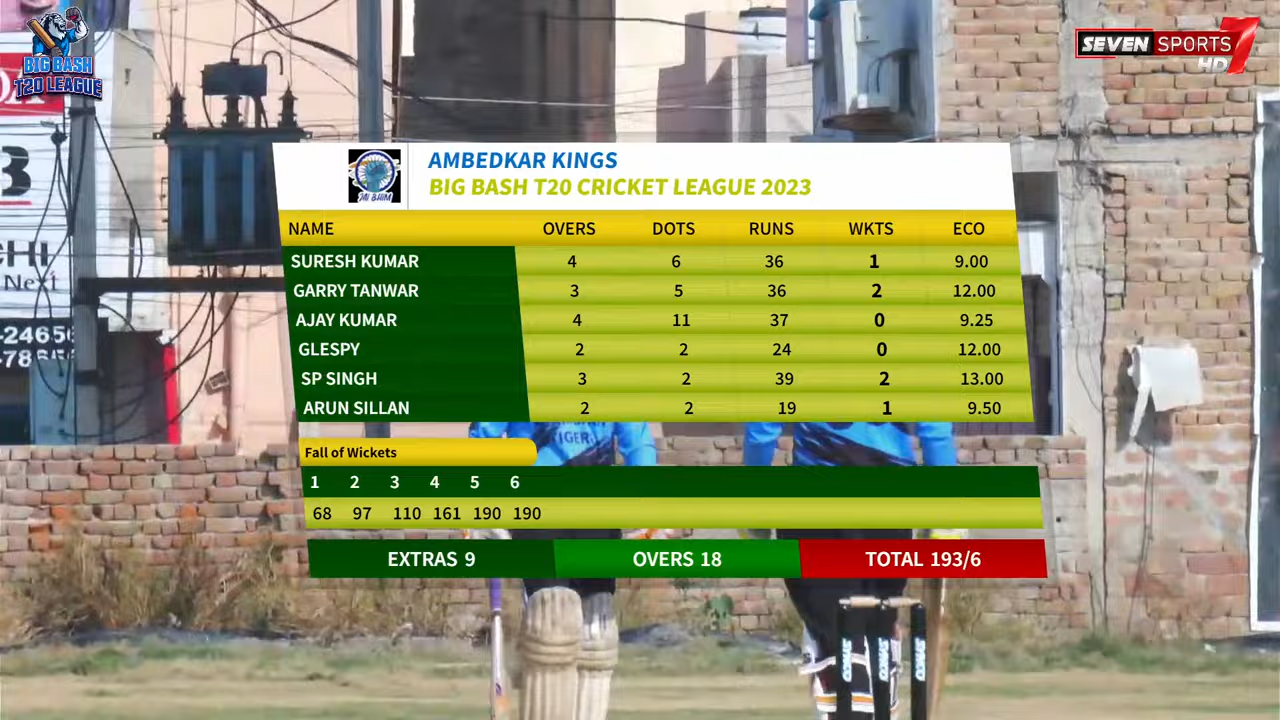 BIG BASH
T20 LEAGUE
SEVEN SPORTS 7
HD
JAI BHIM
AMBEDKAR KINGS
BIG BASH T20 CRICKET LEAGUE 2023
NAME OVERS DOTS RUNS WKTS ECO
SURESH KUMAR 4 6 36 1 9.00
GARRY TANWAR 3 5 36 2 12.00
AJAY KUMAR 4 11 37 0 9.25
GLESPY 2 2 24 0 12.00
SP SINGH 3 2 39 2 13.00
ARUN SILLAN 2 2 19 1 9.50
Fall of Wickets
1 2 3 4 5 6
68 97 110 161 190 190
EXTRAS 9 OVERS 18 TOTAL 193/6
Next